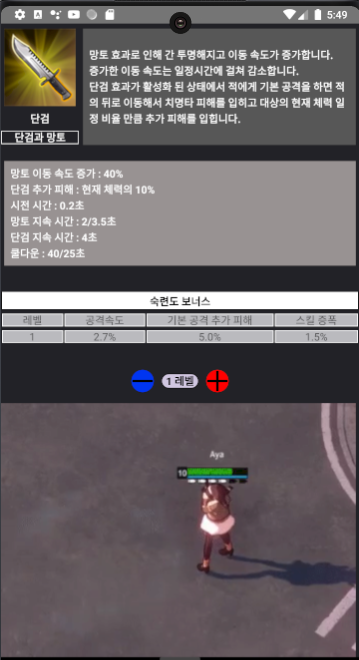 5:49
망토 효과로 인해 간 투명해지고 이동 속도가 증가합니다.
증가한 이동 속도는 일정시간에 걸쳐 감소합니다.
단검 효과가 활성화 된 상태에서 적에게 기본 공격을 하면 적
의 뒤로 이동해서 치명타 피해를 입히고 대상의 현재 체력 일
정 비율 만큼 추가 피해를 입힙니다.
단검
단검과 망토
망토 이동 속도 증가 : 40%
단검 추가 피해 : 현재 체력의 10%
시전 시간 : 0.2초
망토 지속 시간 : 2/3.5초
단검 지속 시간 : 4초
쿨다운 : 40/25초
숙련도 보너스
레벨 공격속도 기본 공격 추가 피해 스킬 증폭
1 2.7% 5.0% 1.5%
1 레벨
Aya
10